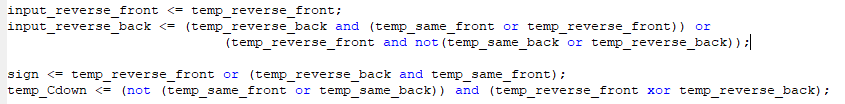 input_reverse_front <= temp_reverse_front;
input_reverse_back <= (temp_reverse_back and (temp_same_front or temp_reverse_front)) or
(temp_reverse_front and not(temp_same_back or temp_reverse_back));
sign <= temp_reverse_front or (temp_reverse_back and temp_same_front);
temp_Cdown <= (not (temp_same_front or temp_same_back)) and (temp_reverse_front xor temp_reverse_back);